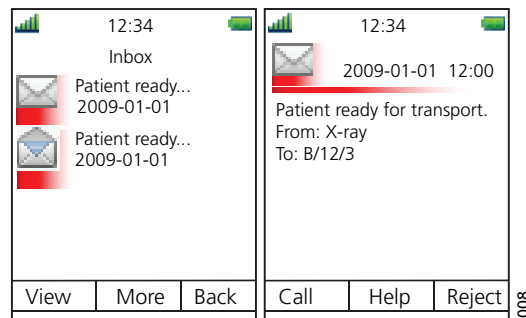 12:34
Inbox
Patient ready...
2009-01-01
Patient ready...
2009-01-01
View More Back
12:34
2009-01-01 12:00
Patient ready for transport.
From: X-ray
To: B/12/3
Call Help Reject
008